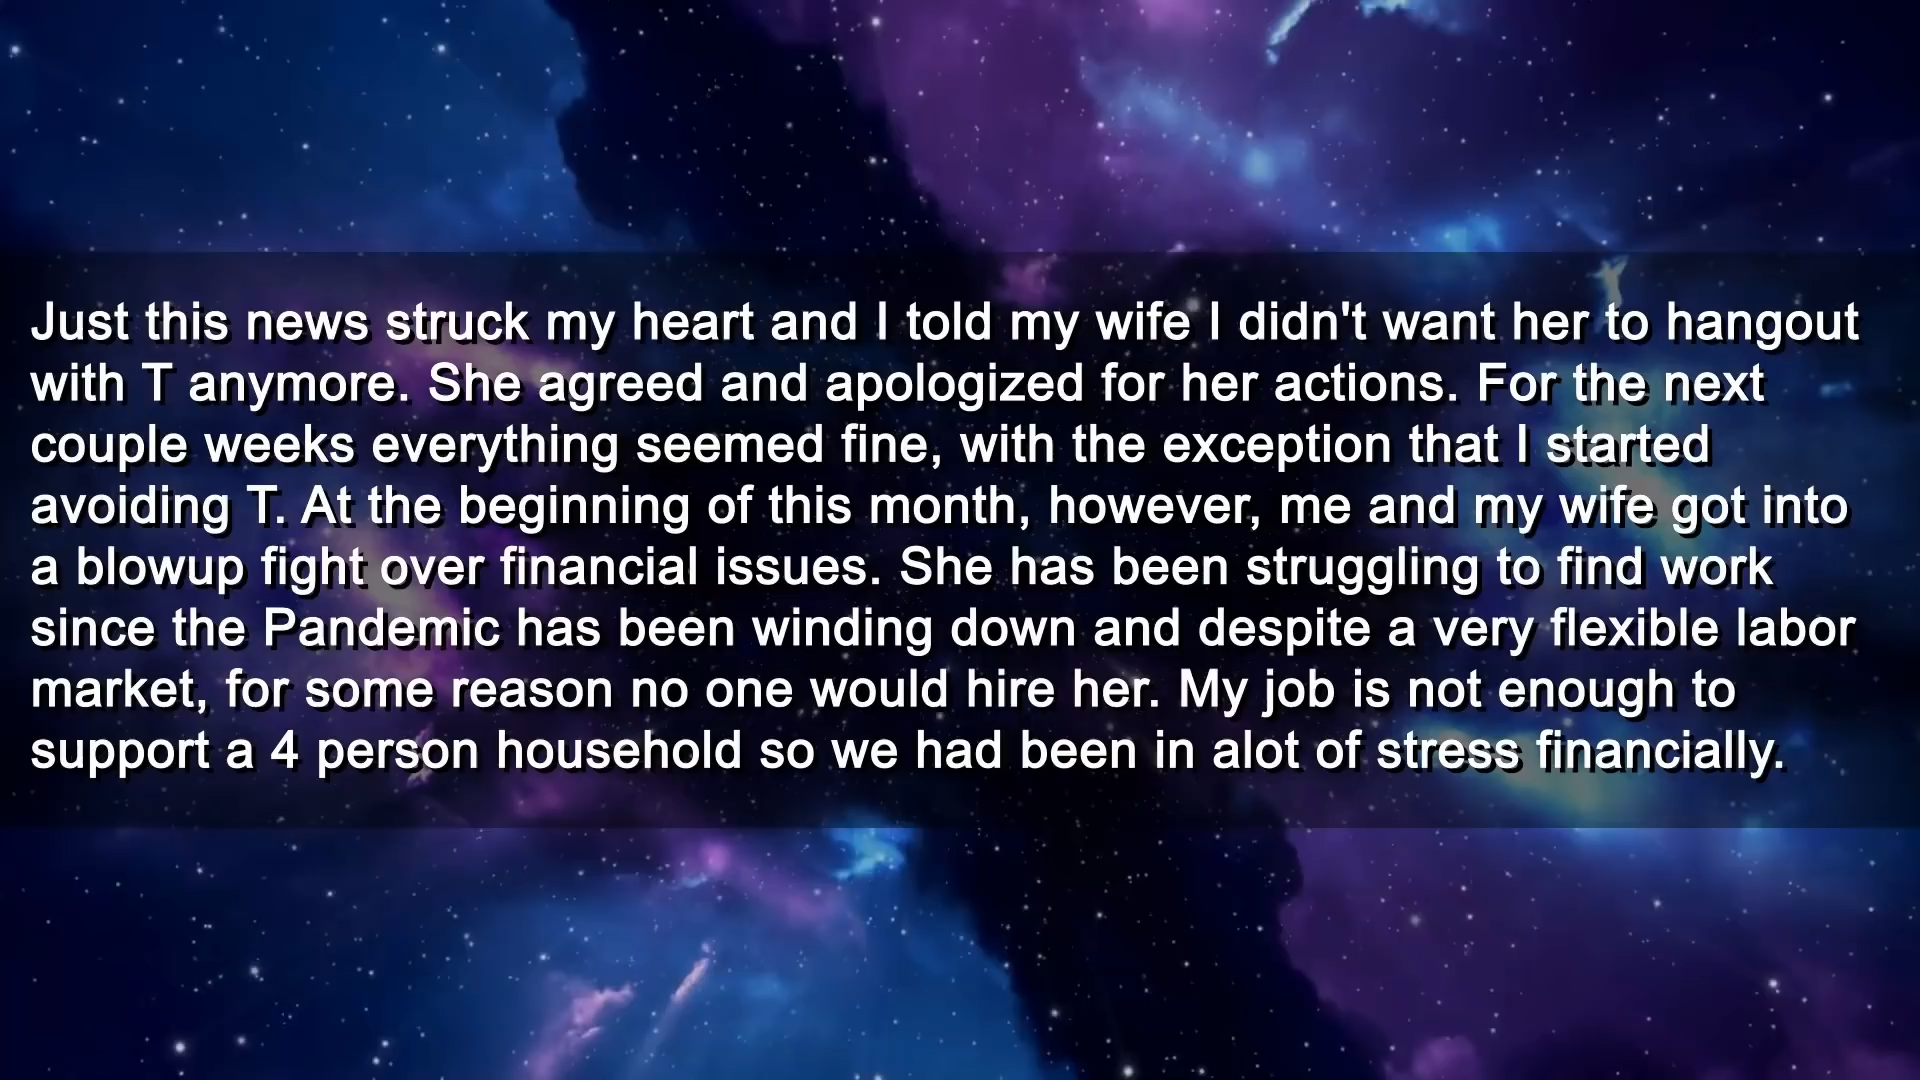 Just this news struck my heart and I told my wife I didn't want her to hangout
with T anymore. She agreed and apologized for her actions. For the next
couple weeks everything seemed fine, with the exception that I started
avoiding T. At the beginning of this month, however, me and my wife got into
a blowup fight over financial issues. She has been struggling to find work
since the Pandemic has been winding down and despite a very flexible labor
market, for some reason no one would hire her. My job is not enough to
support a 4 person household so we had been in alot of stress financially.